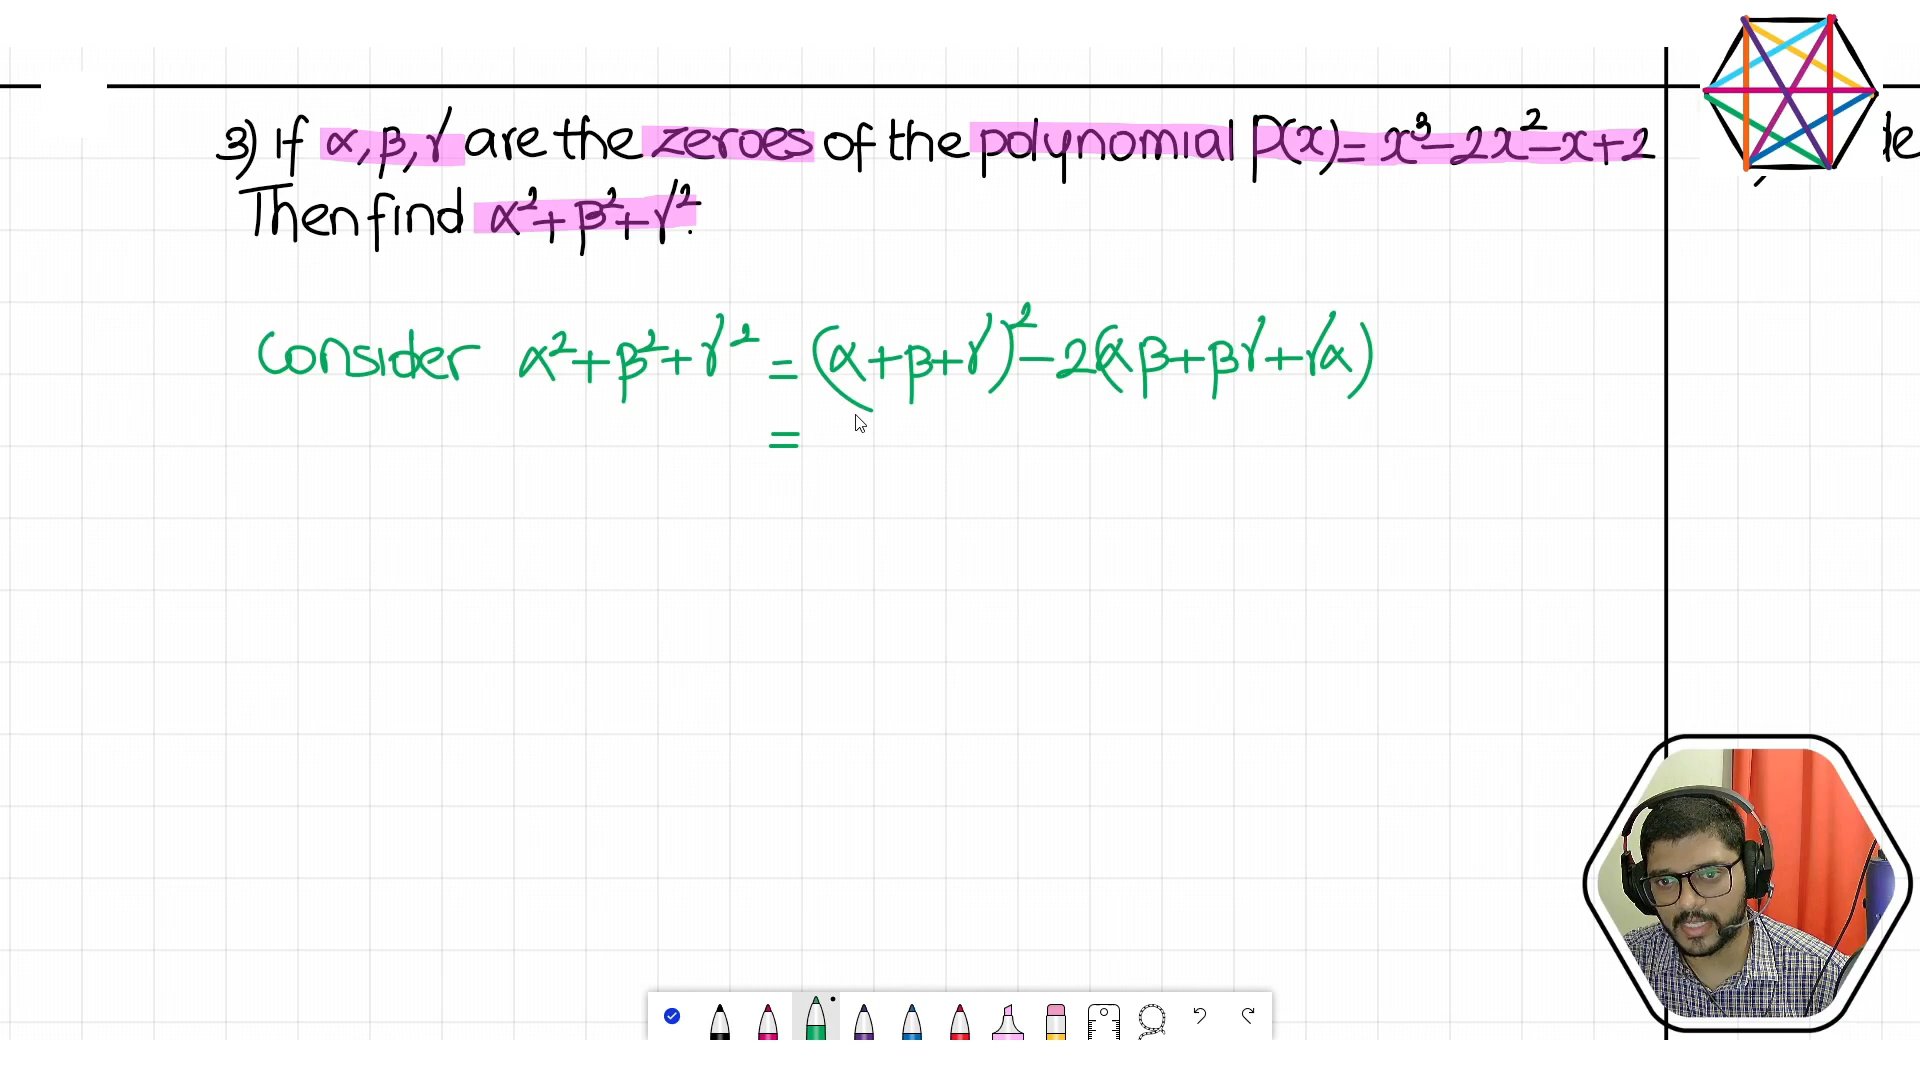 3) If α, β, γ are the zeroes of the polynomial P(x) = x³-2x²-x+2
Then find α²+β²+γ².
Consider α²+β²+γ² = (α+β+γ)²-2(αβ+βγ+γα)
=
le